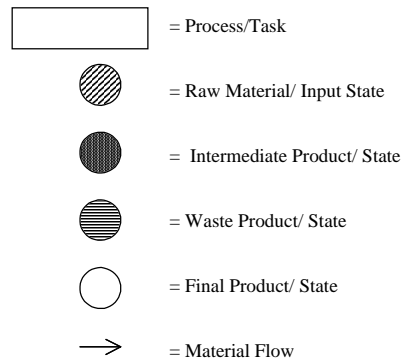 = Process/Task
= Raw Material/ Input State
= Intermediate Product/ State
= Waste Product/ State
= Final Product/ State
= Material Flow